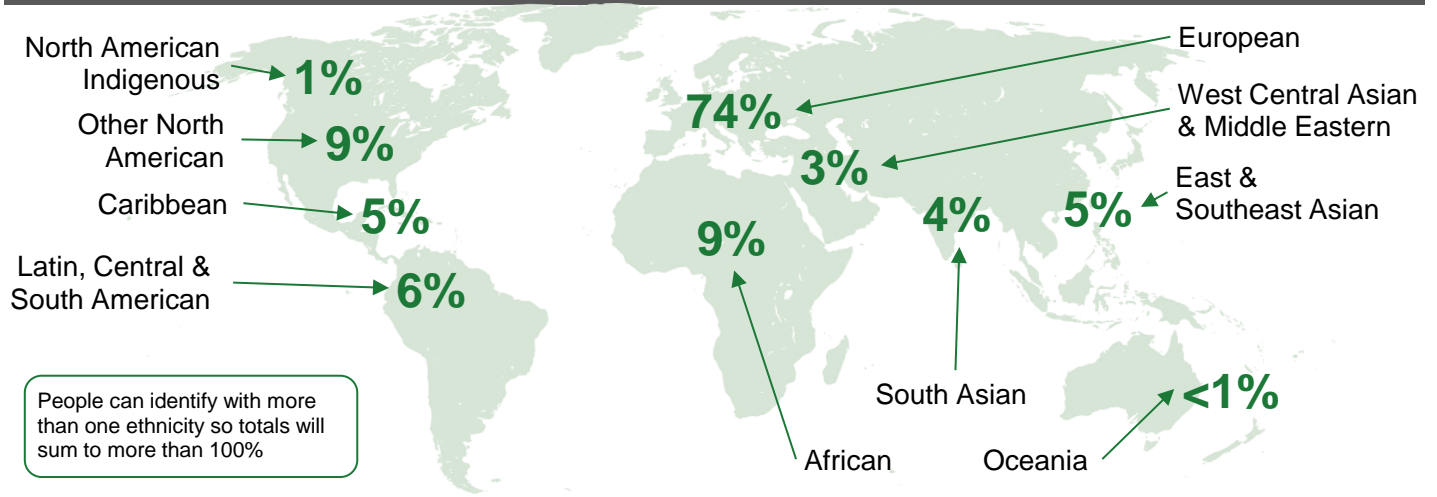 North American
Indigenous
1%
Other North
American
9%
Caribbean
5%
Latin, Central &
South American
6%
European
74%
West Central Asian
& Middle Eastern
3%
East &
Southeast Asian
5%
4%
South Asian
9%
African
<1%
Oceania
People can identify with more
than one ethnicity so totals will
sum to more than 100%